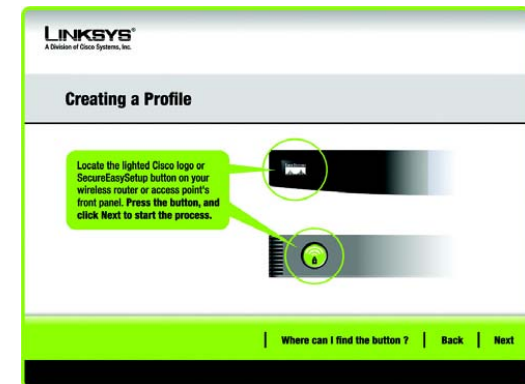 LINKSYS®
A Division of Cisco Systems, Inc.
Creating a Profile
Locate the lighted Cisco logo or
SecureEasySetup button on your
wireless router or access point's
front panel. Press the button, and
click Next to start the process.
Where can I find the button ? | Back | Next